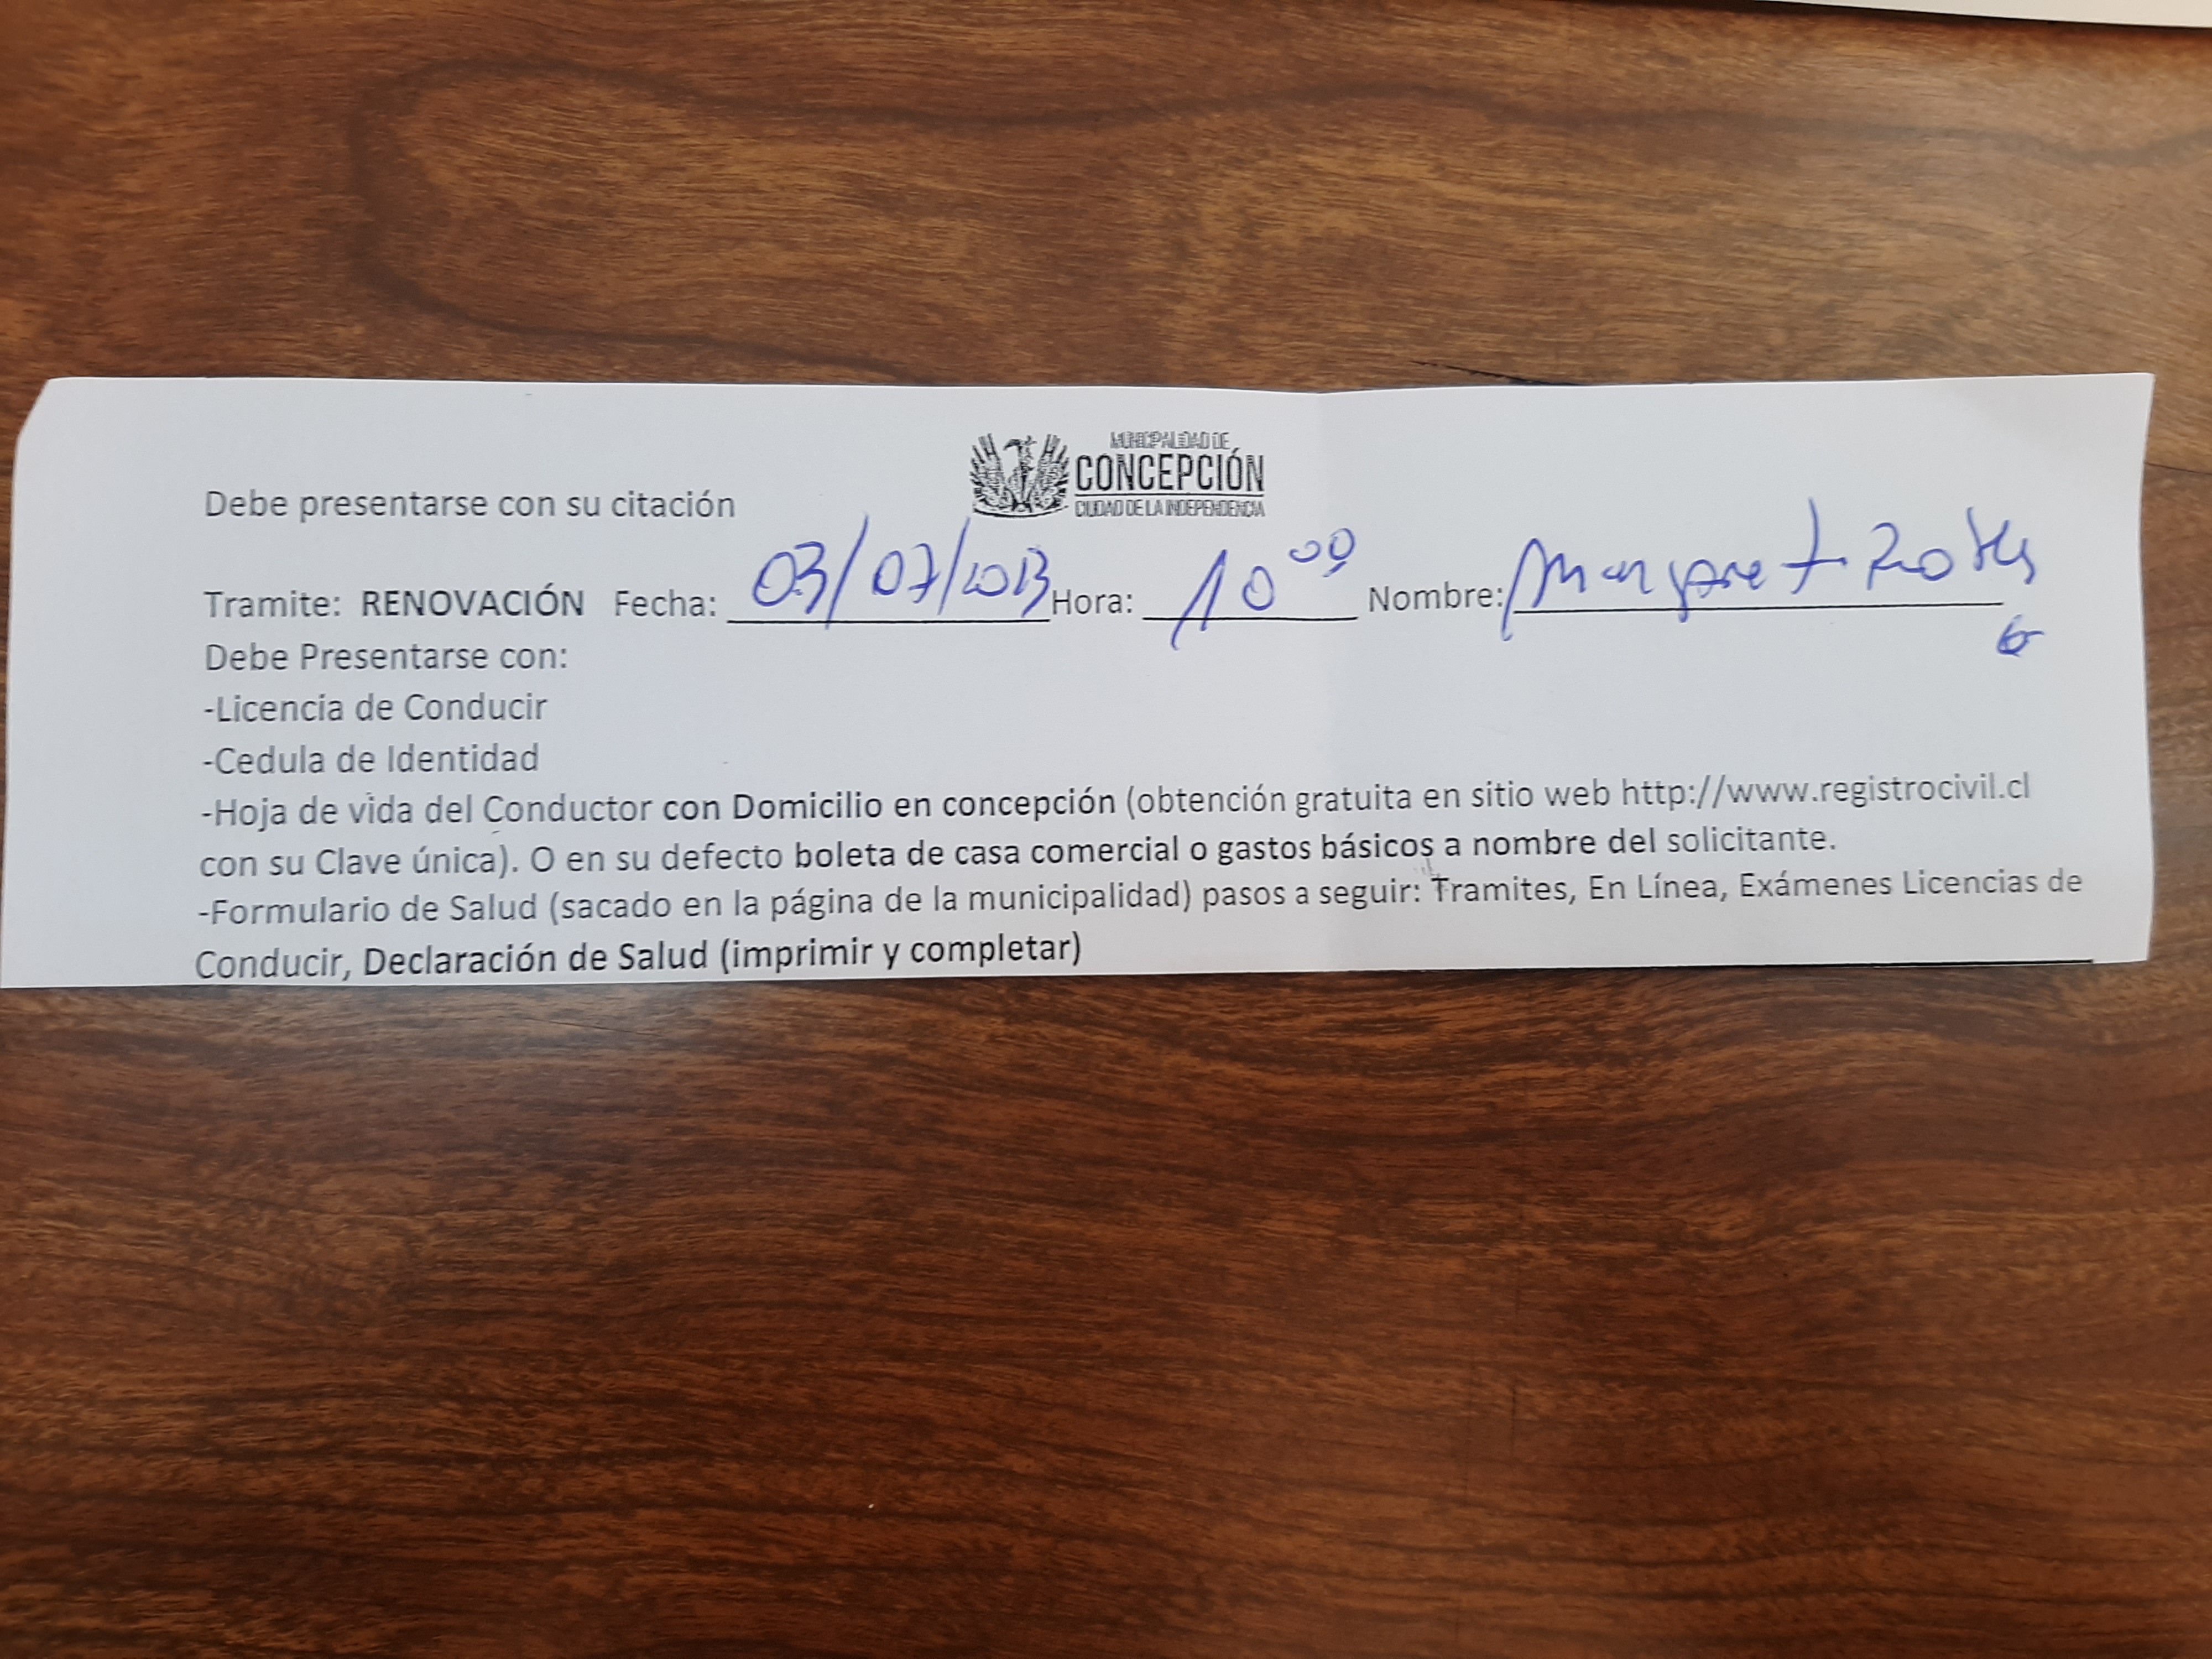 MUNICIPALIDAD DE
CONCEPCIÓN
CIUDAD DE LA INDEPENDENCIA
Debe presentarse con su citación
Tramite: RENOVACIÓN Fecha: 03/07/2023 Hora: 10:00 Nombre: Margaret
Debe Presentarse con:
-Licencia de Conducir
-Cedula de Identidad
-Hoja de vida del Conductor con Domicilio en concepción (obtención gratuita en sitio web http://www.registrocivil.cl
con su Clave única). O en su defecto boleta de casa comercial o gastos básicos a nombre del solicitante.
-Formulario de Salud (sacado en la página de la municipalidad) pasos a seguir: Tramites, En Línea, Exámenes Licencias de
Conducir, Declaración de Salud (imprimir y completar)